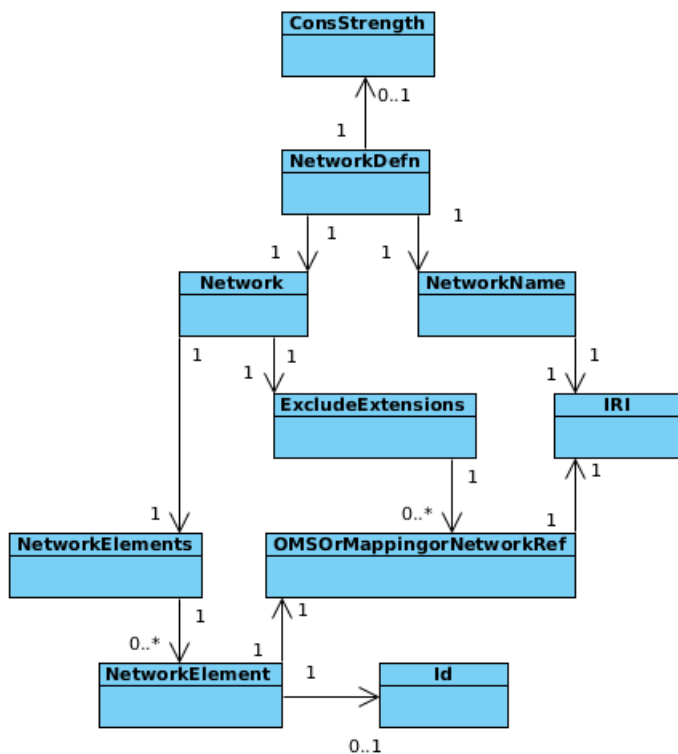 ConsStrength
0..1
1
NetworkDefn
1
1
1
1
Network
NetworkName
1
1
1
1
1
ExcludeExtensions
IRI
1
1
1
0..*
1
NetworkElements
OMSOrMappingorNetworkRef
1
1
0..*
1
NetworkElement
1
Id
0..1